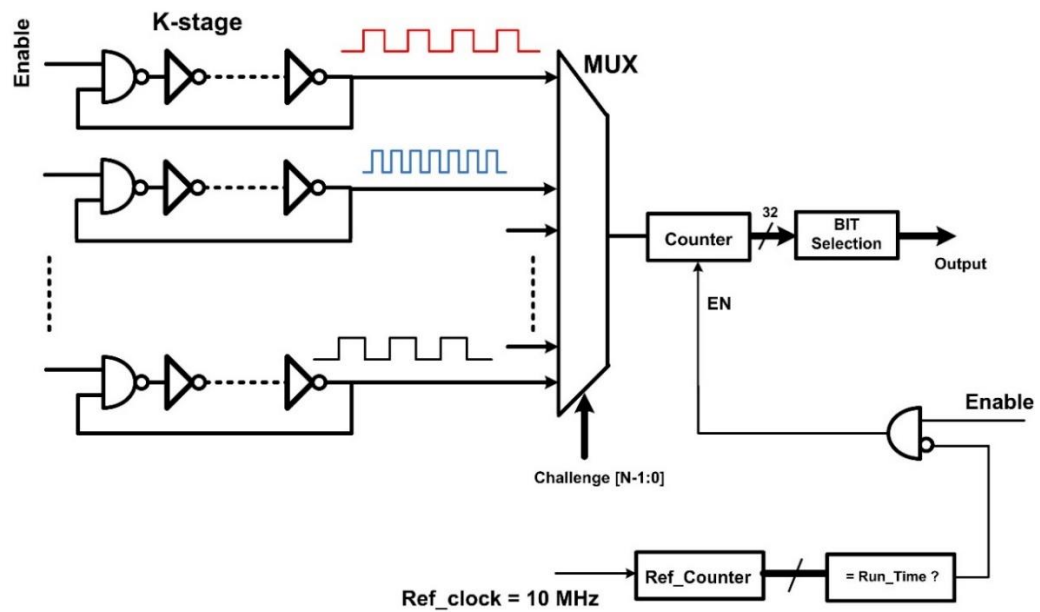 Enable
K-stage
MUX
Counter
32
BIT
Selection
Output
EN
Enable
Challenge [N-1:0]
Ref_clock = 10 MHz
Ref_Counter
= Run_Time ?